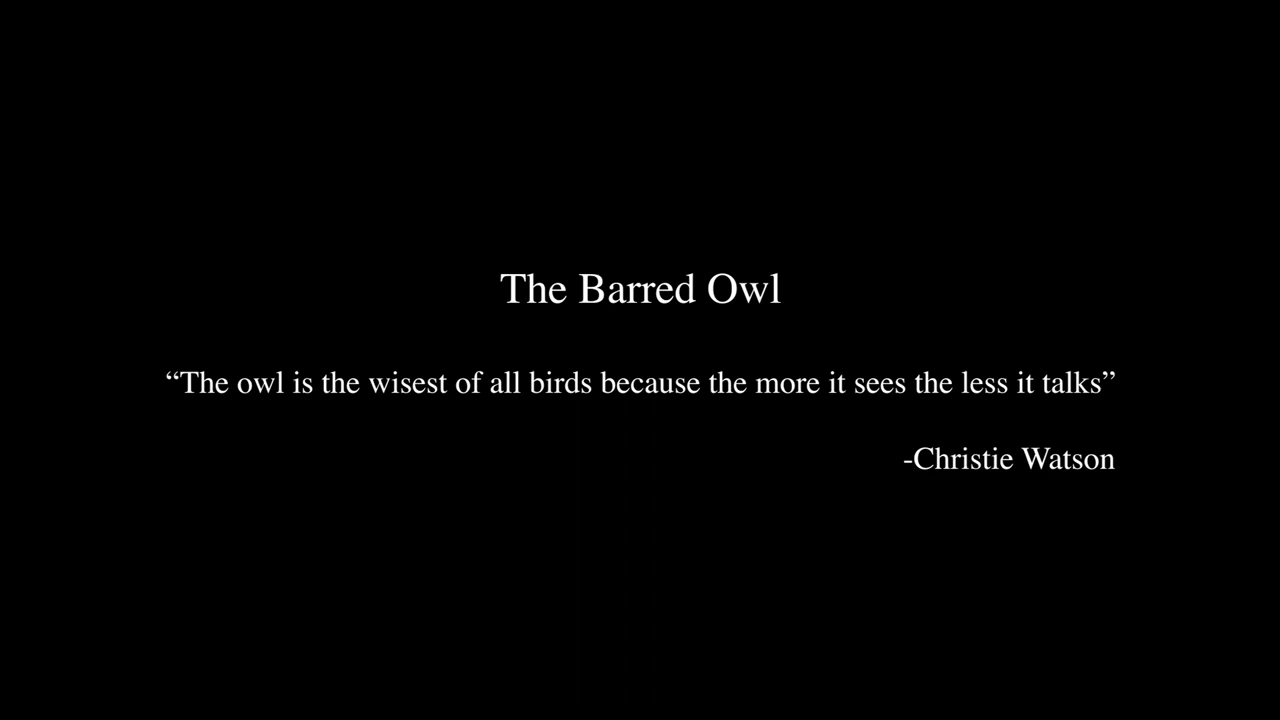 The Barred Owl
“The owl is the wisest of all birds because the more it sees the less it talks”
-Christie Watson